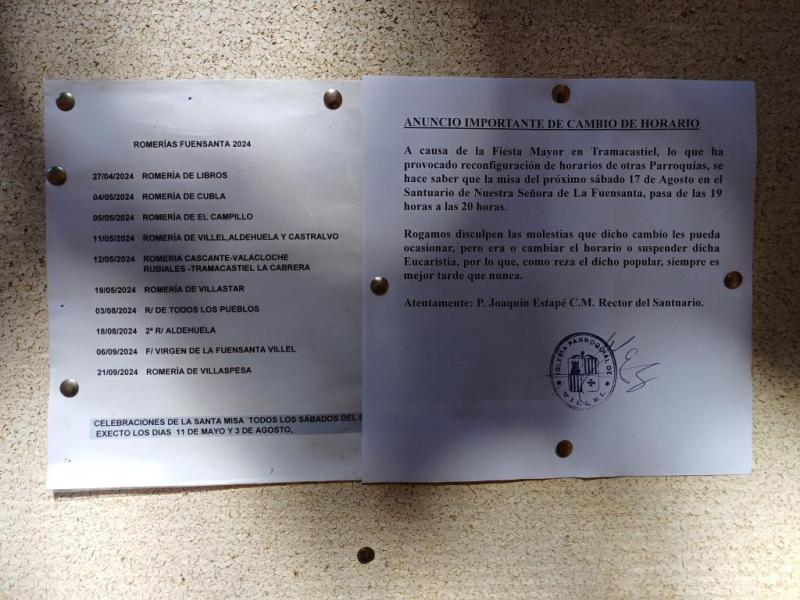 ROMERÍAS FUENSANTA 2024
27/04/2024 ROMERÍA DE LIBROS
04/05/2024 ROMERÍA DE CUBLA
05/05/2024 ROMERÍA DE EL CAMPILLO
11/05/2024 ROMERÍA DE VILLEL,ALDEHUELA Y CASTRALVO
12/05/2024 ROMERIA CASCANTE-VALACLOCHE
RUBIALES -TRAMACASTIEL LA CABRERA
19/05/2024 ROMERÍA DE VILLASTAR
03/08/2024 R/ DE TODOS LOS PUEBLOS
18/08/2024 2ª R/ ALDEHUELA
06/09/2024 F/ VIRGEN DE LA FUENSANTA VILLEL
21/09/2024 ROMERÍA DE VILLASPESA
CELEBRACIONES DE LA SANTA MISA TODOS LOS SÁBADOS DEL
EXECTO LOS DIAS 11 DE MAYO Y 3 DE AGOSTO,
ANUNCIO IMPORTANTE DE CAMBIO DE HORARIO
A causa de la Fiesta Mayor en Tramacastiel, lo que ha
provocado reconfiguración de horarios de otras Parroquias, se
hace saber que la misa del próximo sábado 17 de Agosto en el
Santuario de Nuestra Señora de La Fuensanta, pasa de las 19
horas a las 20 horas.
Rogamos disculpen las molestias que dicho cambio les pueda
ocasionar, pero era o cambiar el horario o suspender dicha
Eucaristía, por lo que, como reza el dicho popular, siempre es
mejor tarde que nunca.
Atentamente: P. Joaquín Estapé C.M. Rector del Santuario.
IGLESIA PARROQUIAL DE
VILLEL